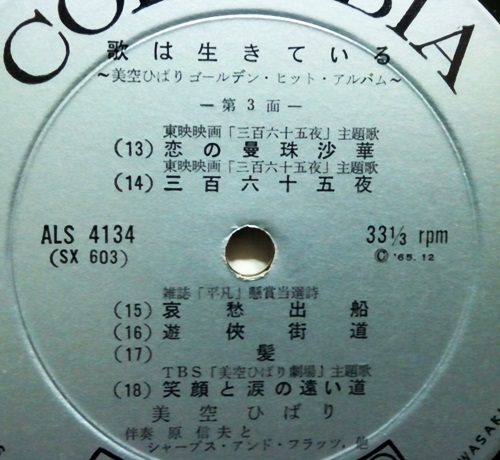 COLUMBIA
歌は生きている
～美空ひばりゴールデン・ヒット・アルバム～
— 第3面 —
東映映画「三百六十五夜」主題歌
(13) 恋の曼珠沙華
東映映画「三百六十五夜」主題歌
(14) 三百六十五夜
ALS 4134
(SX 603)
33⅓ rpm
Ⓒ '65.12
雑誌「平凡」懸賞当選詩
(15) 哀愁出船
(16) 遊侠街道
(17) 髪
TBS「美空ひばり劇場」主題歌
(18) 笑顔と涙の遠い道
美空ひばり
伴奏 原信夫と
シャープス・アンド・フラッツ, 他
WASAK